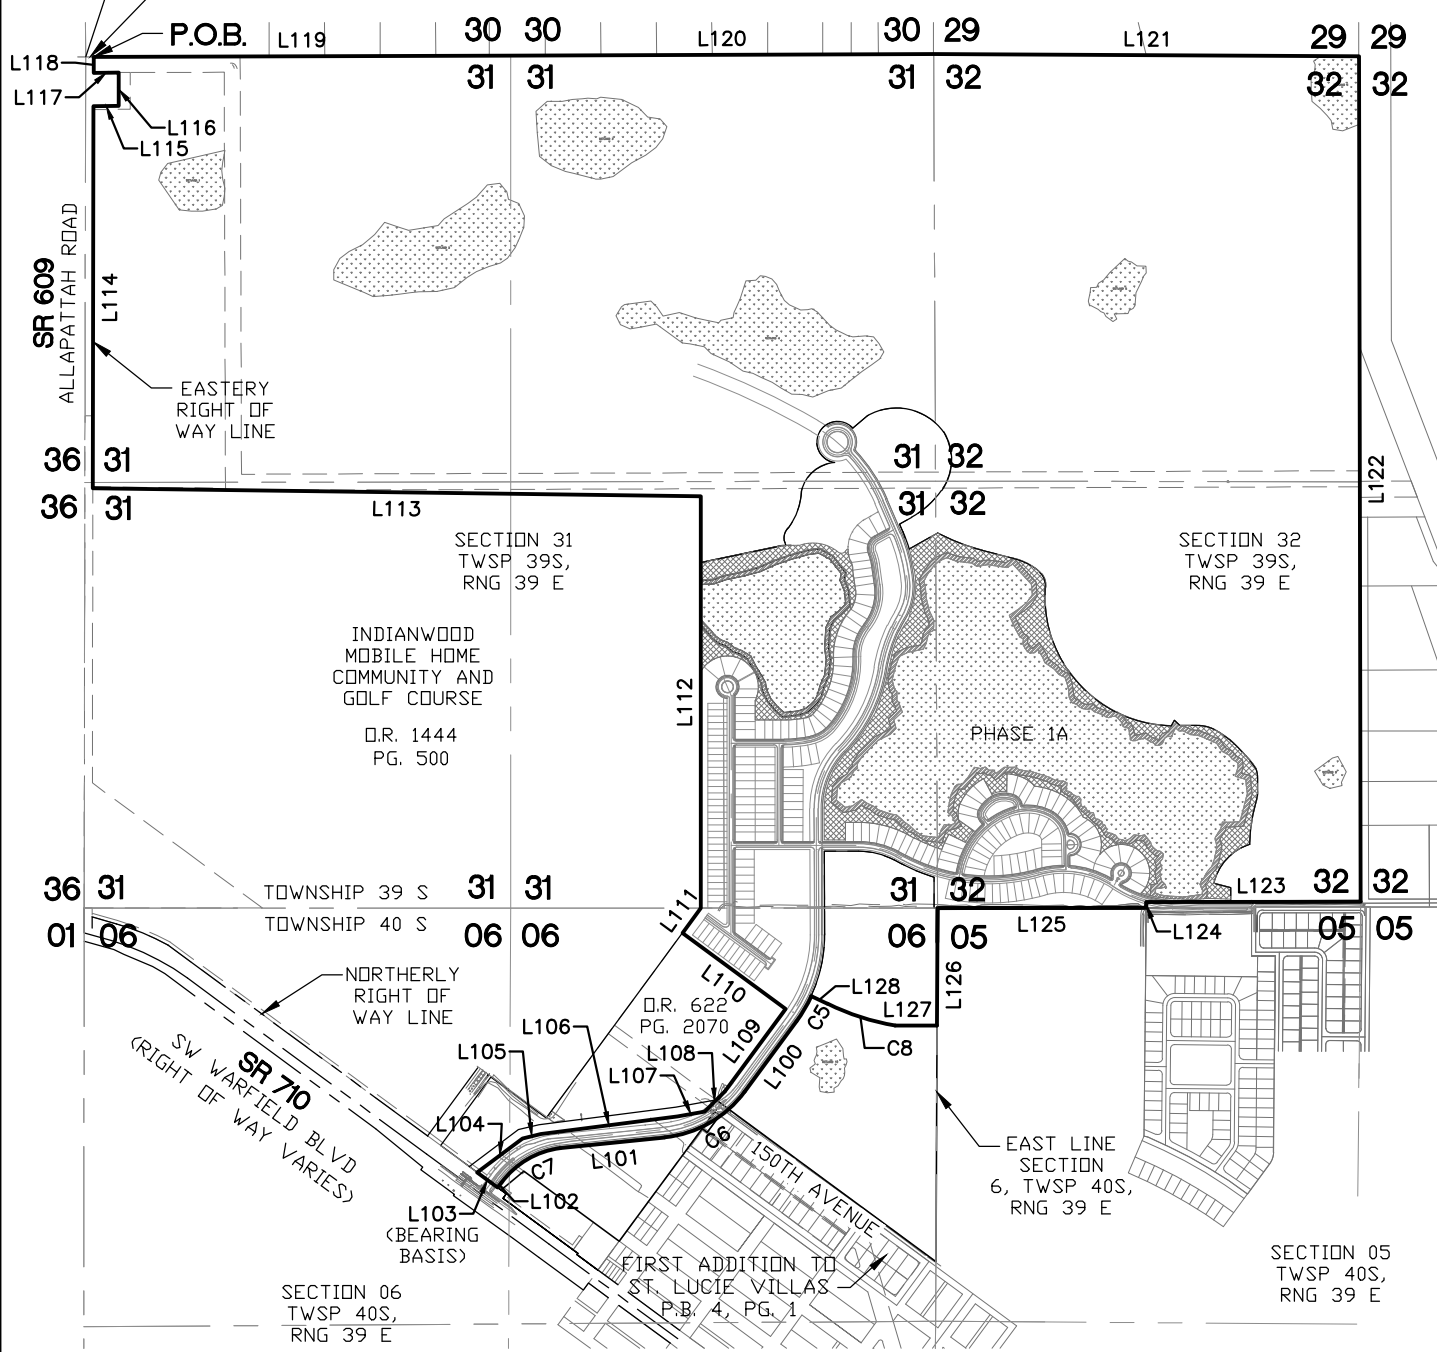 P.O.B.
L119
30
30
L120
30
29
L121
29
29
L118
31
31
31
32
32
32
L117
L116
L115
SR 609
ALLAPATTAH ROAD
L114
EASTERY
RIGHT OF
WAY LINE
36
31
31
32
36
31
L113
31
32
L122
SECTION 31
TWSP 39S,
RNG 39 E
SECTION 32
TWSP 39S,
RNG 39 E
INDIANWOOD
MOBILE HOME
COMMUNITY AND
GOLF COURSE
O.R. 1444
PG. 500
L112
PHASE 1A
36
31
TOWNSHIP 39 S
31
31
31
32
L123
32
32
L111
01
06
TOWNSHIP 40 S
06
06
06
05
L125
L124
05
05
NORTHERLY
RIGHT OF
WAY LINE
L110
O.R. 622
PG. 2070
L128
L127
L126
C5
C8
L109
L100
L106
L105
L108
L107
L104
SR 710
SW WARFIELD BLVD
(RIGHT OF WAY VARIES)
C7
L101
C6
L102
L103
(BEARING
BASIS)
150TH AVENUE
EAST LINE
SECTION
6, TWSP 40S,
RNG 39 E
FIRST ADDITION TO
ST. LUCIE VILLAS
P.B. 4, PG. 1
SECTION 05
TWSP 40S,
RNG 39 E
SECTION 06
TWSP 40S,
RNG 39 E